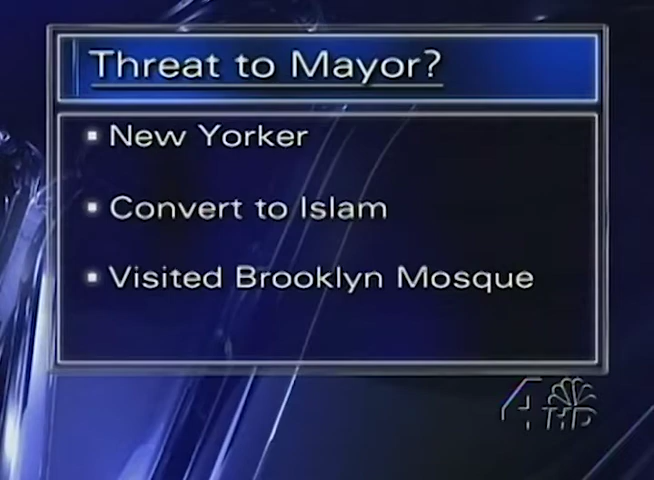 Threat to Mayor?
▪ New Yorker
▪ Convert to Islam
▪ Visited Brooklyn Mosque
4 HD